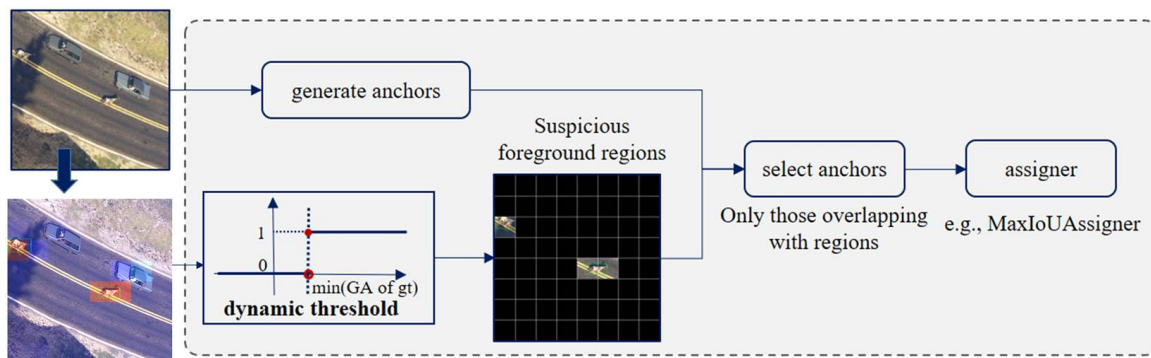 generate anchors
Suspicious
foreground regions
select anchors
assigner
Only those overlapping
with regions
e.g., MaxIoUAssigner
1
0
min(GA of gt)
dynamic threshold